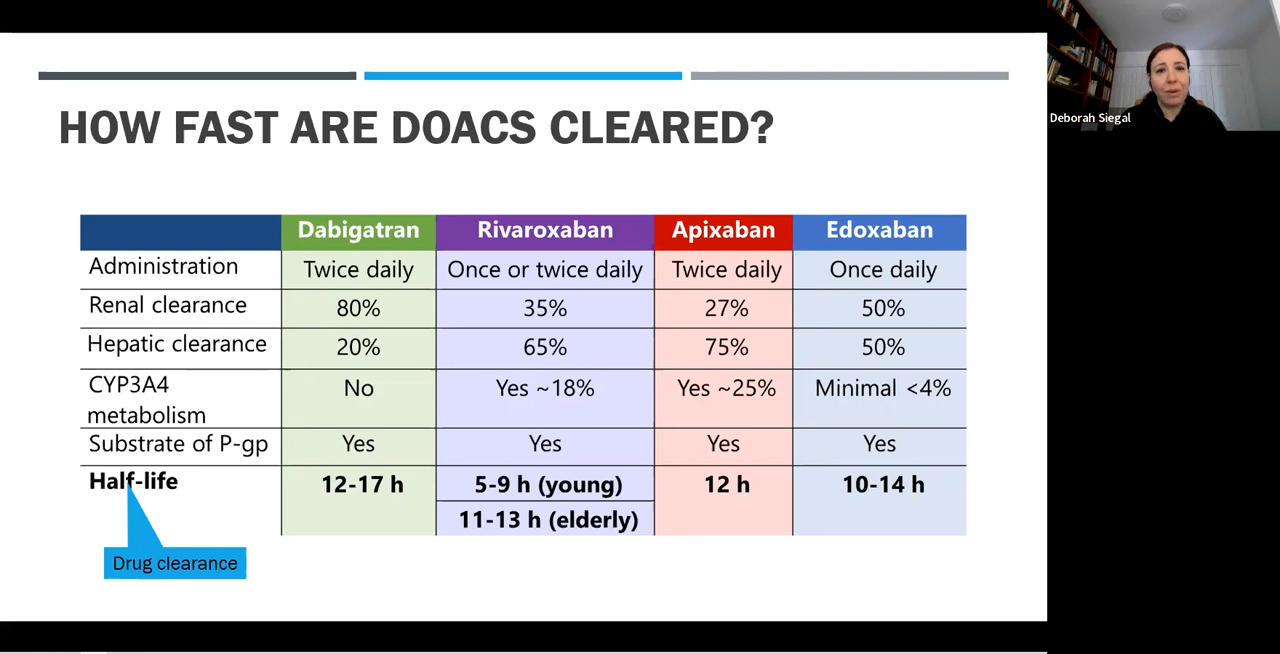 HOW FAST ARE DOACS CLEARED?
Deborah Siegal
Dabigatran Rivaroxaban Apixaban Edoxaban
Administration Twice daily Once or twice daily Twice daily Once daily
Renal clearance 80% 35% 27% 50%
Hepatic clearance 20% 65% 75% 50%
CYP3A4 No Yes ~18% Yes ~25% Minimal <4%
metabolism
Substrate of P-gp Yes Yes Yes Yes
Half-life 12-17 h 5-9 h (young) 12 h 10-14 h
11-13 h (elderly)
Drug clearance